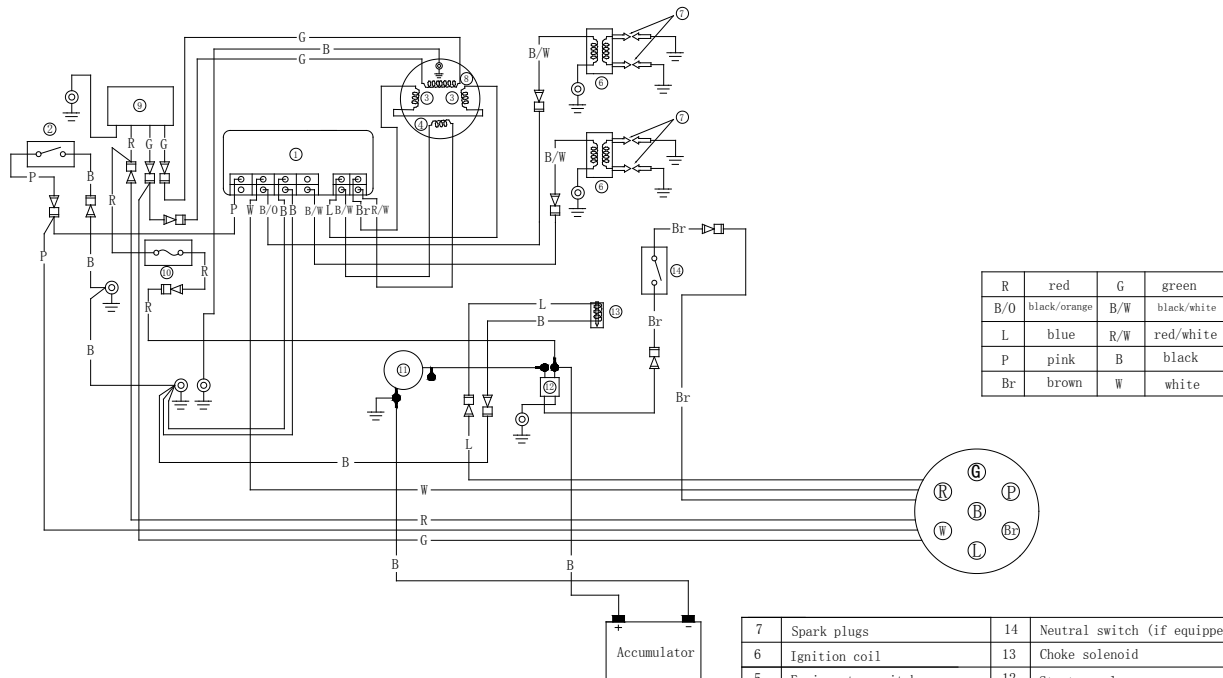 G
B
G
B/W
⑦
⑧
③ ③
④
⑥
⑨
②
R G G
①
B/W
⑦
⑥
P
B
R
P W B/O B B B/W L B/W Br R/W
Br
P
B
R
⑩
⑭
R
L
B
⑬
Br
B
⑪
⑫
Br
L
B
W
R
G
B
B
R red G green
B/O black/orange B/W black/white
L blue R/W red/white
P pink B black
Br brown W white
G
R P
B
W Br
L
+ -
Accumulator
7 Spark plugs 14
Neutral switch (if
6 Ignition coil 13 Choke solenoid